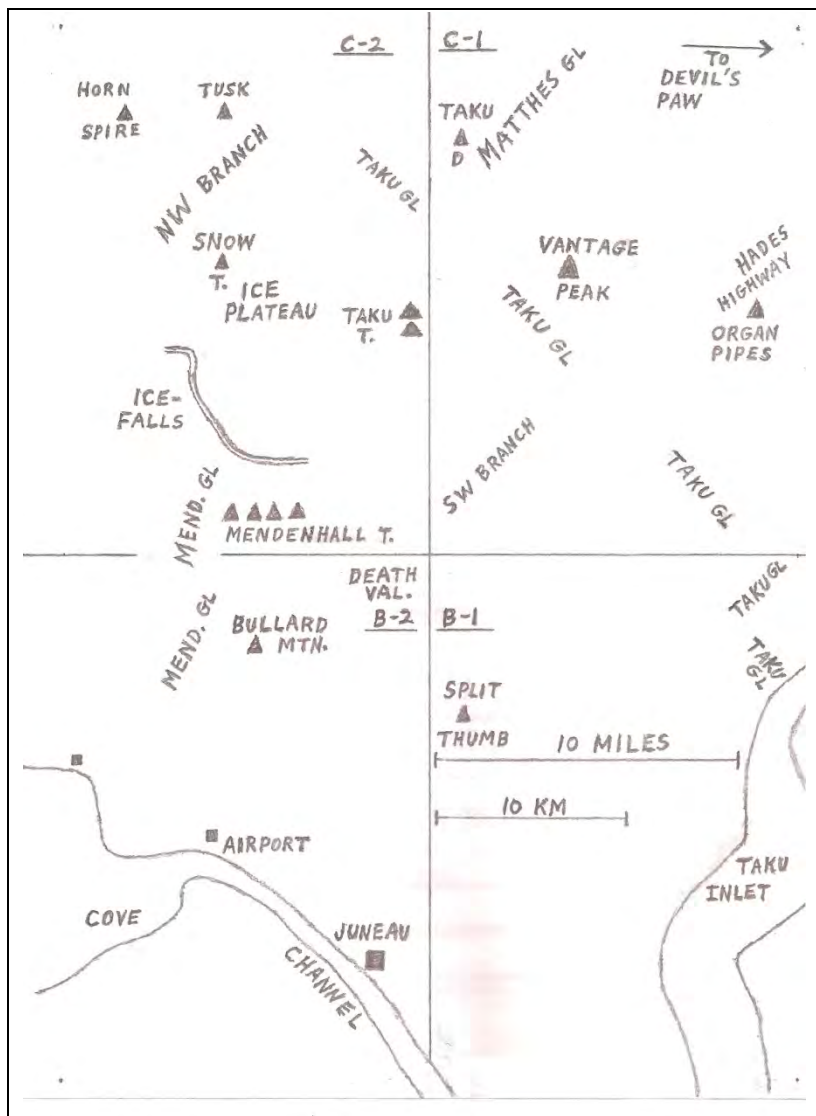 C-2
C-1
TO
DEVIL'S
PAW
HORN
SPIRE
TUSK
TAKU
D
MATTHES GL
NW BRANCH
TAKU GL
SNOW
T.
ICE
PLATEAU
TAKU
T.
VANTAGE
PEAK
TAKU GL
HADES
HIGHWAY
ORGAN
PIPES
ICE-
FALLS
SW BRANCH
TAKU GL
MEND. GL
MENDENHALL T.
DEATH
VAL.
B-2
B-1
TAKU GL
TAKU
GL
MEND. GL
BULLARD
MTN.
SPLIT
THUMB
10 MILES
10 KM
AIRPORT
TAKU
INLET
COVE
JUNEAU
CHANNEL